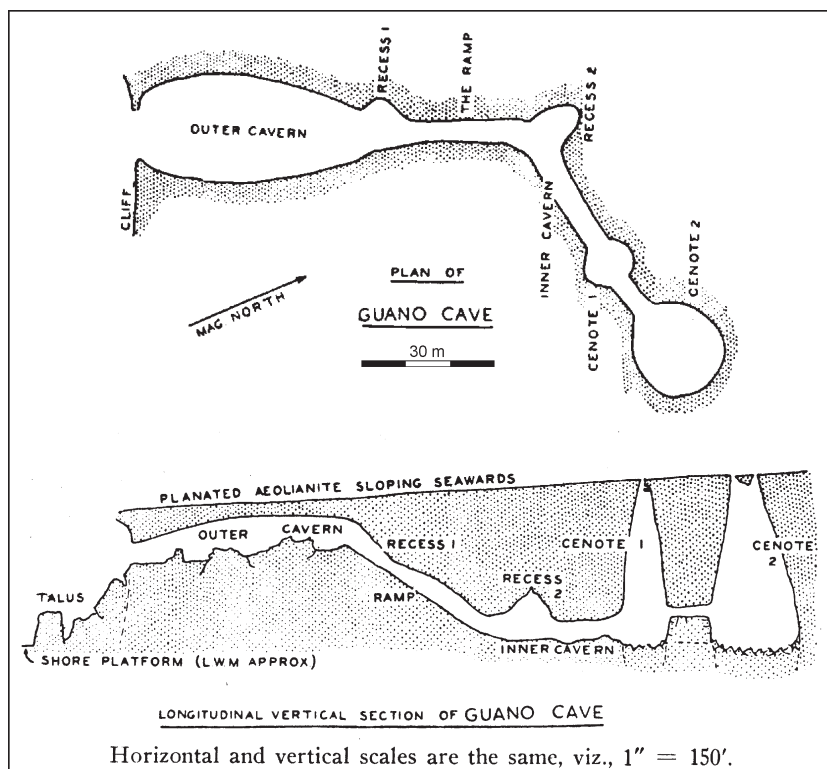 RECESS 1
THE RAMP
RECESS 2
OUTER CAVERN
CLIFF
INNER CAVERN
CENOTE 2
CENOTE 1
MAG NORTH
PLAN OF
GUANO CAVE
30 m
PLANATED AEOLIANITE SLOPING SEAWARDS
OUTER CAVERN
RECESS 1
CENOTE 1
CENOTE
2
RECESS
2
TALUS
RAMP
INNER CAVERN
SHORE PLATFORM (LWM APPROX)
LONGITUDINAL VERTICAL SECTION OF GUANO CAVE
Horizontal and vertical scales are the same, viz., 1″ = 150′.